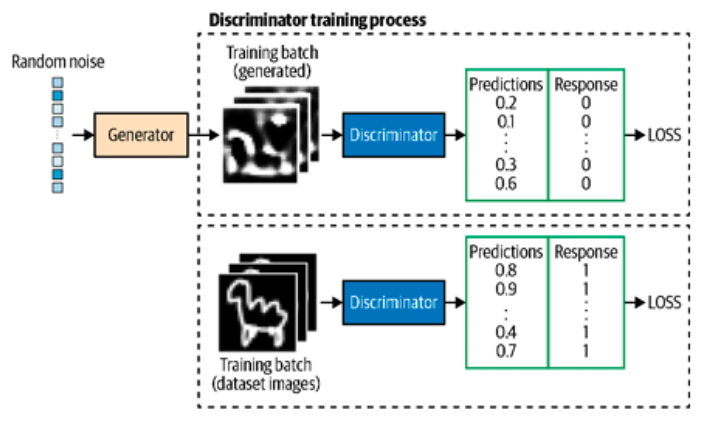 Discriminator training process
Random noise
Generator
Training batch
(generated)
Discriminator
Predictions Response
0.2 0
0.1 0
: :
0.3 0
0.6 0
LOSS
Training batch
(dataset images)
Discriminator
Predictions Response
0.8 1
0.9 1
: :
0.4 1
0.7 1
LOSS